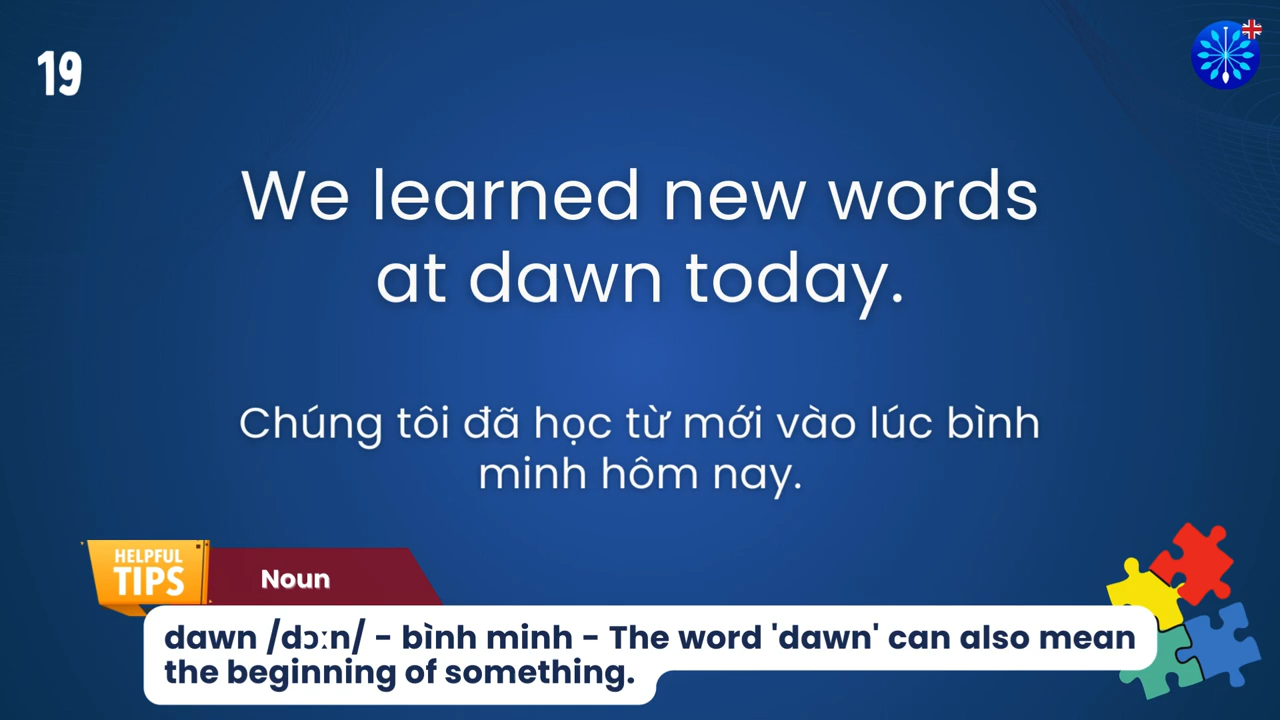 19
We learned new words
at dawn today.
Chúng tôi đã học từ mới vào lúc bình
minh hôm nay.
HELPFUL
TIPS
Noun
dawn /dɔːn/ - bình minh - The word 'dawn' can also mean
the beginning of something.